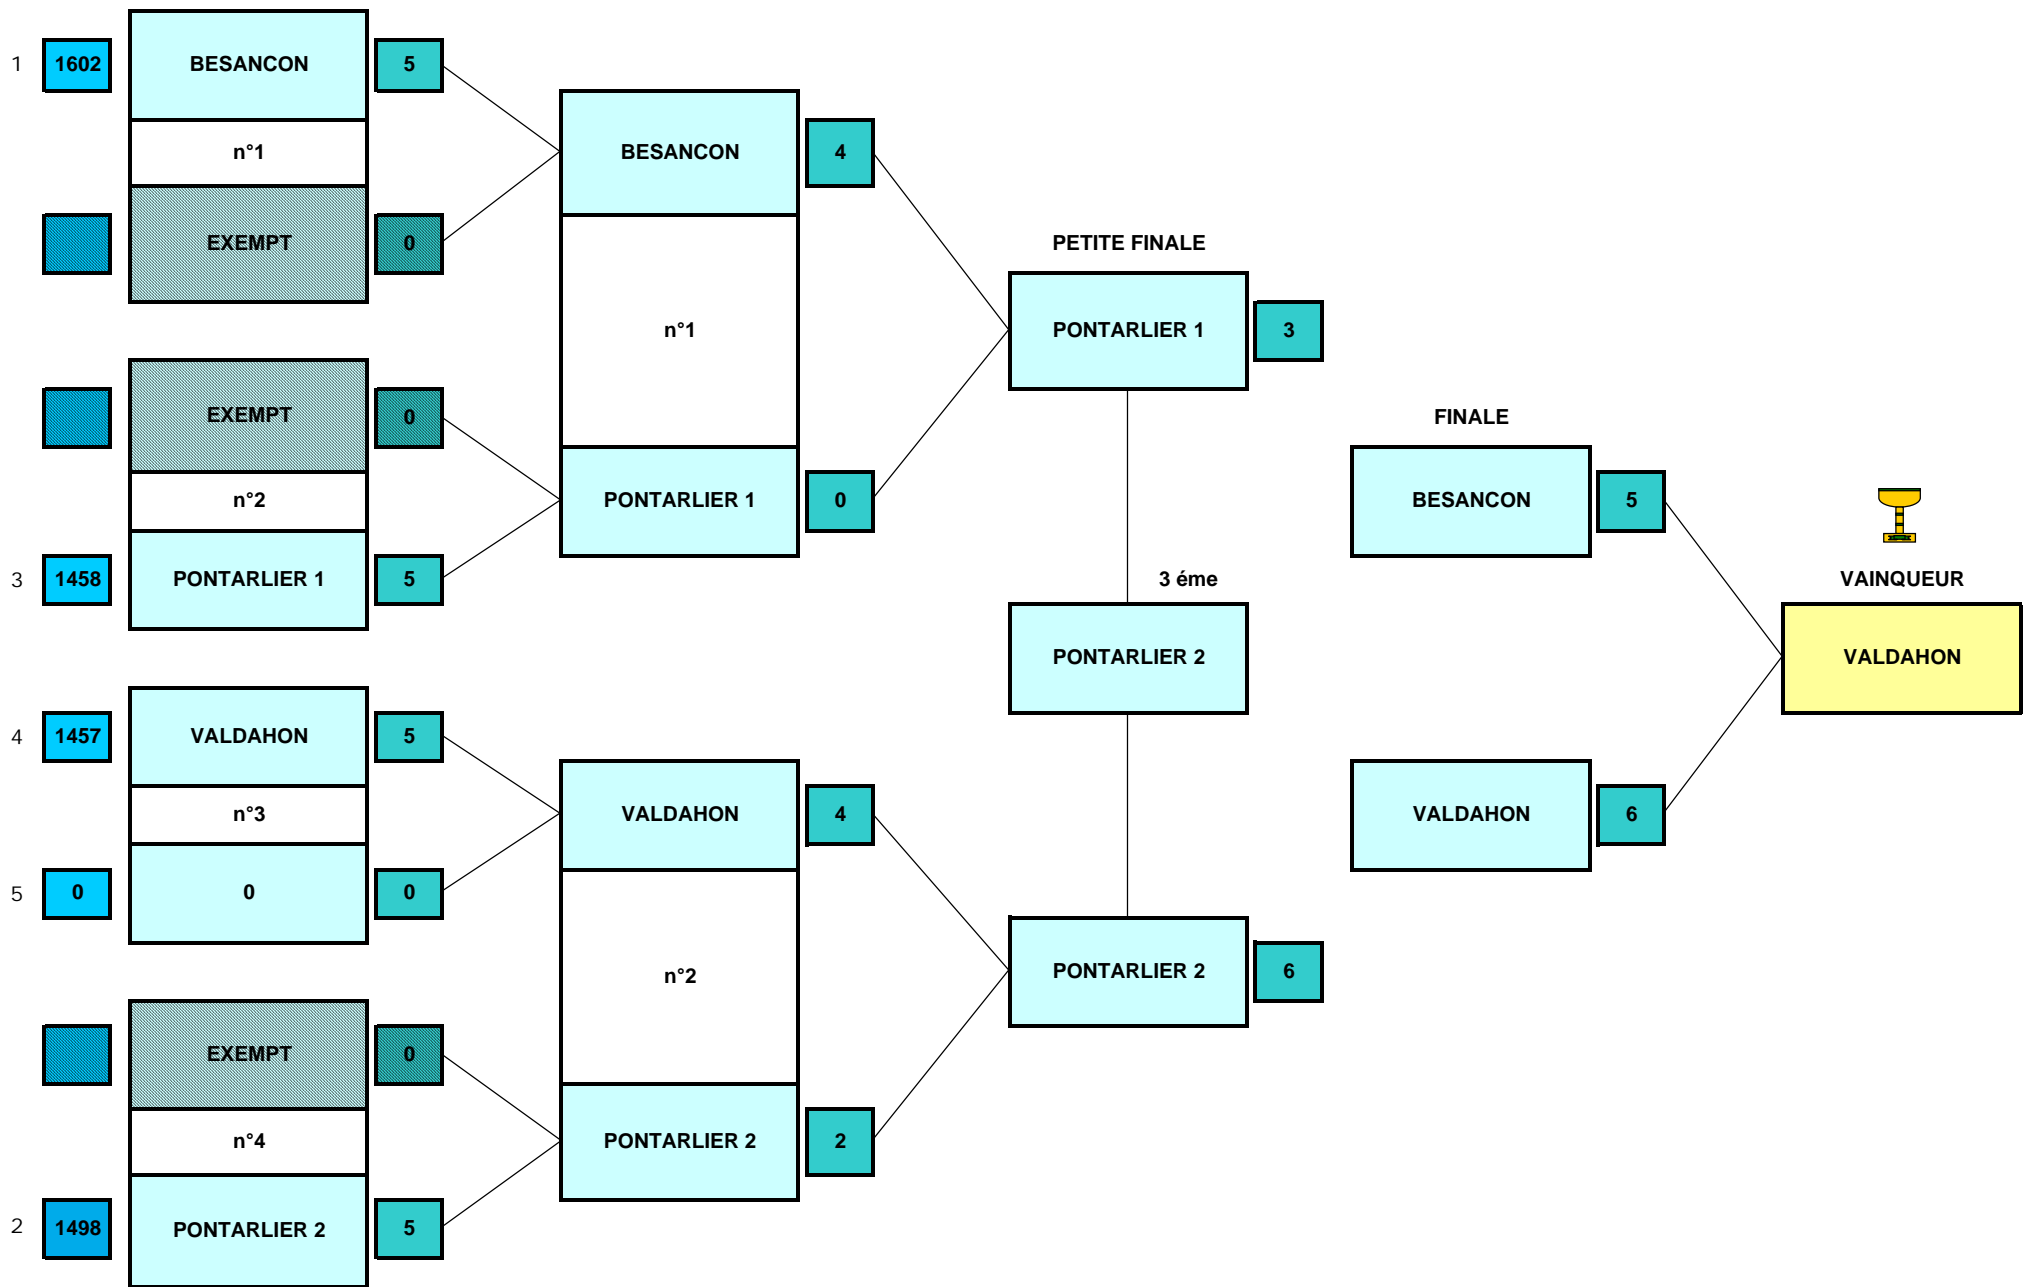 1 1602 BESANCON 5
n°1
EXEMPT 0
BESANCON 4
n°1
PONTARLIER 1 0
EXEMPT 0
n°2
3 1458 PONTARLIER 1 5
4 1457 VALDAHON 5
n°3
5 0 0 0
VALDAHON 4
n°2
PONTARLIER 2 2
EXEMPT 0
n°4
2 1498 PONTARLIER 2 5
PETITE FINALE
PONTARLIER 1 3
3 éme
PONTARLIER 2
PONTARLIER 2 6
FINALE
BESANCON 5
VALDAHON 6
VAINQUEUR
VALDAHON